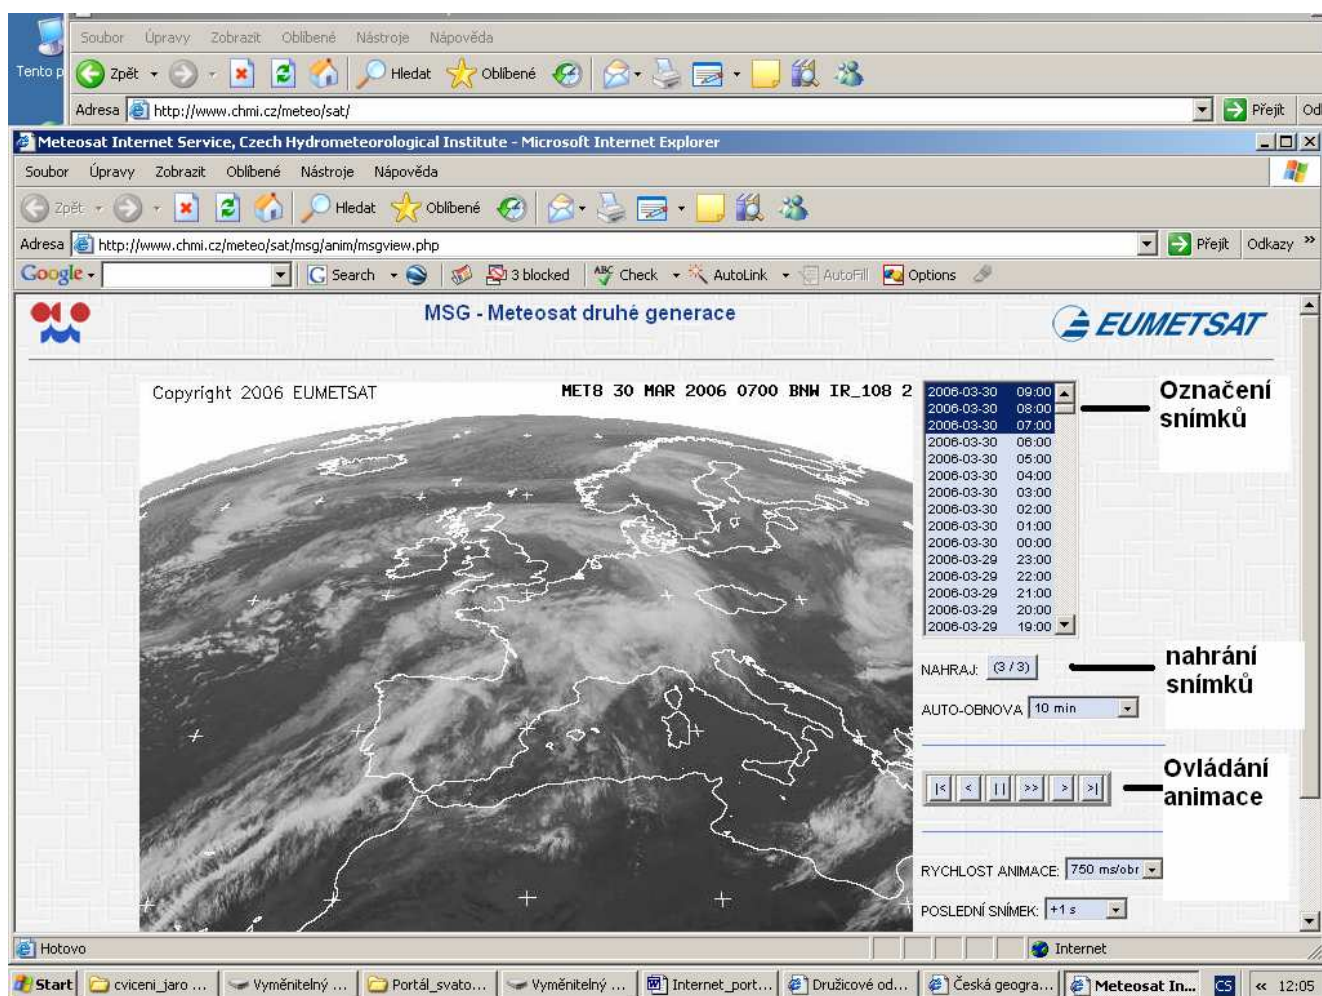 Soubor Úpravy Zobrazit Oblíbené Nástroje Nápověda
Tento p
Zpět Hledat Oblíbené
Adresa http://www.chmi.cz/meteo/sat/ Přejít Od
Meteosat Internet Service, Czech Hydrometeorological Institute - Microsoft Internet Explorer
Soubor Úpravy Zobrazit Oblíbené Nástroje Nápověda
Zpět Hledat Oblíbené
Adresa http://www.chmi.cz/meteo/sat/msg/anim/msgview.php Přejít Odkazy »
Google Search 3 blocked ABC Check AutoLink AutoFill Options
MSG - Meteosat druhé generace
EUMETSAT
Copyright 2006 EUMETSAT MET8 30 MAR 2006 0700 BNW IR_108 2
2006-03-30 09:00
2006-03-30 08:00
2006-03-30 07:00
2006-03-30 06:00
2006-03-30 05:00
2006-03-30 04:00
2006-03-30 03:00
2006-03-30 02:00
2006-03-30 01:00
2006-03-30 00:00
2006-03-29 23:00
2006-03-29 22:00
2006-03-29 21:00
2006-03-29 20:00
2006-03-29 19:00
Označení
snímků
NAHRAJ: (3 / 3)
nahrání
snímků
AUTO-OBNOVA 10 min
|< < || >> > >|
Ovládání
animace
RYCHLOST ANIMACE: 750 ms/obr
POSLEDNÍ SNÍMEK: +1 s
Hotovo Internet
Start cviceni_jaro ... Vyměnitelný ... Portál_svato... Vyměnitelný ... Internet_port... Družicové od... Česká geogra... Meteosat In... CS « 12:05